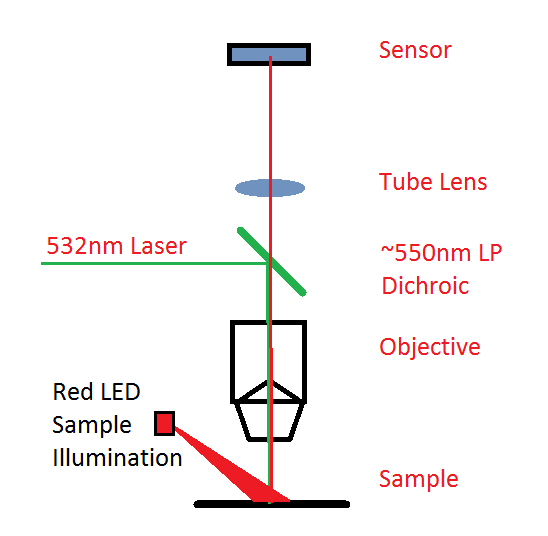 Sensor
Tube Lens
532nm Laser
~550nm LP
Dichroic
Objective
Red LED
Sample
Illumination
Sample